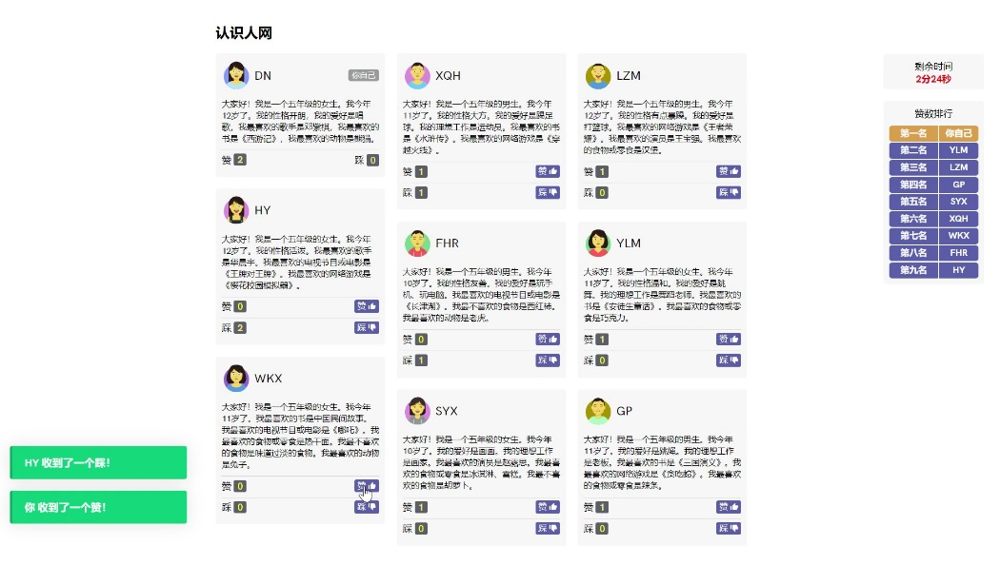 认识人网
DN
你自己
大家好！我是一个五年级的女生。我今年
12岁了。我的性格开朗。我的爱好是唱
歌，我最喜欢的歌手是邓紫棋，我最喜欢的
书是《西游记》，我最喜欢的动物是熊猫。
赞 2
踩 0
HY
大家好！我是一个五年级的女生。我今年
12岁了。我的性格活泼。我最喜欢的歌手
是华晨宇。我最喜欢的电视节目或电影是
《王牌对王牌》。我最喜欢的网络游戏是
《樱花校园模拟器》。
赞 0
赞
踩 2
踩
WKX
大家好！我是一个五年级的女生。我今年
11岁了。我最喜欢的书是中国民间故事。
我最喜欢的电视节目或电影是《哪吒》。我
最喜欢的食物或零食是热干面。我最不喜欢
的食物是味道过淡的食物。我最喜欢的动物
是兔子。
赞 0
赞
踩 0
踩
XQH
大家好！我是一个五年级的男生。我今年
11岁了。我的性格大方。我的爱好是踢足
球。我的理想工作是运动员。我最喜欢的书
是《水浒传》。我最喜欢的网络游戏是《穿
越火线》。
赞 1
赞
踩 1
踩
FHR
大家好！我是一个五年级的男生。我今年
10岁了。我的性格友善。我的爱好是玩手
机、玩电脑。我最喜欢的电视节目或电影是
《长津湖》。我最不喜欢的食物是西红柿。
我最喜欢的动物是老虎。
赞 0
赞
踩 1
踩
SYX
大家好！我是一个五年级的女生。我今年
10岁了。我的爱好是画画。我的理想工作
是画家。我最喜欢的演员是赵露思。我最喜
欢的食物或零食是冰淇淋、雪糕。我最不喜
欢的食物是胡萝卜。
赞 1
赞
踩 0
踩
LZM
大家好！我是一个五年级的男生。我今年
12岁了。我的性格有点暴躁。我的爱好是
打篮球。我最喜欢的网络游戏是《王者荣
耀》。我最喜欢的演员是王宝强。我最喜欢
的食物或零食是汉堡。
赞 1
赞
踩 0
踩
YLM
大家好！我是一个五年级的女生。我今年
11岁了。我的性格温和。我的爱好是跳
舞。我的理想工作是舞蹈老师。我最喜欢的
书是《安徒生童话》。我最喜欢的食物或零
食是巧克力。
赞 1
赞
踩 0
踩
GP
大家好！我是一个五年级的男生。我今年
11岁了。我的爱好是跳绳。我的理想工作
是老板。我最喜欢的书是《三国演义》。我
最喜欢的网络游戏是《贪吃蛇》。我最喜欢
的食物或零食是辣条。
赞 1
赞
踩 0
踩
剩余时间
2分24秒
赞数排行
第一名 你自己
第二名 YLM
第三名 LZM
第四名 GP
第五名 SYX
第六名 XQH
第七名 WKX
第八名 FHR
第九名 HY
HY 收到了一个踩！
你 收到了一个赞！